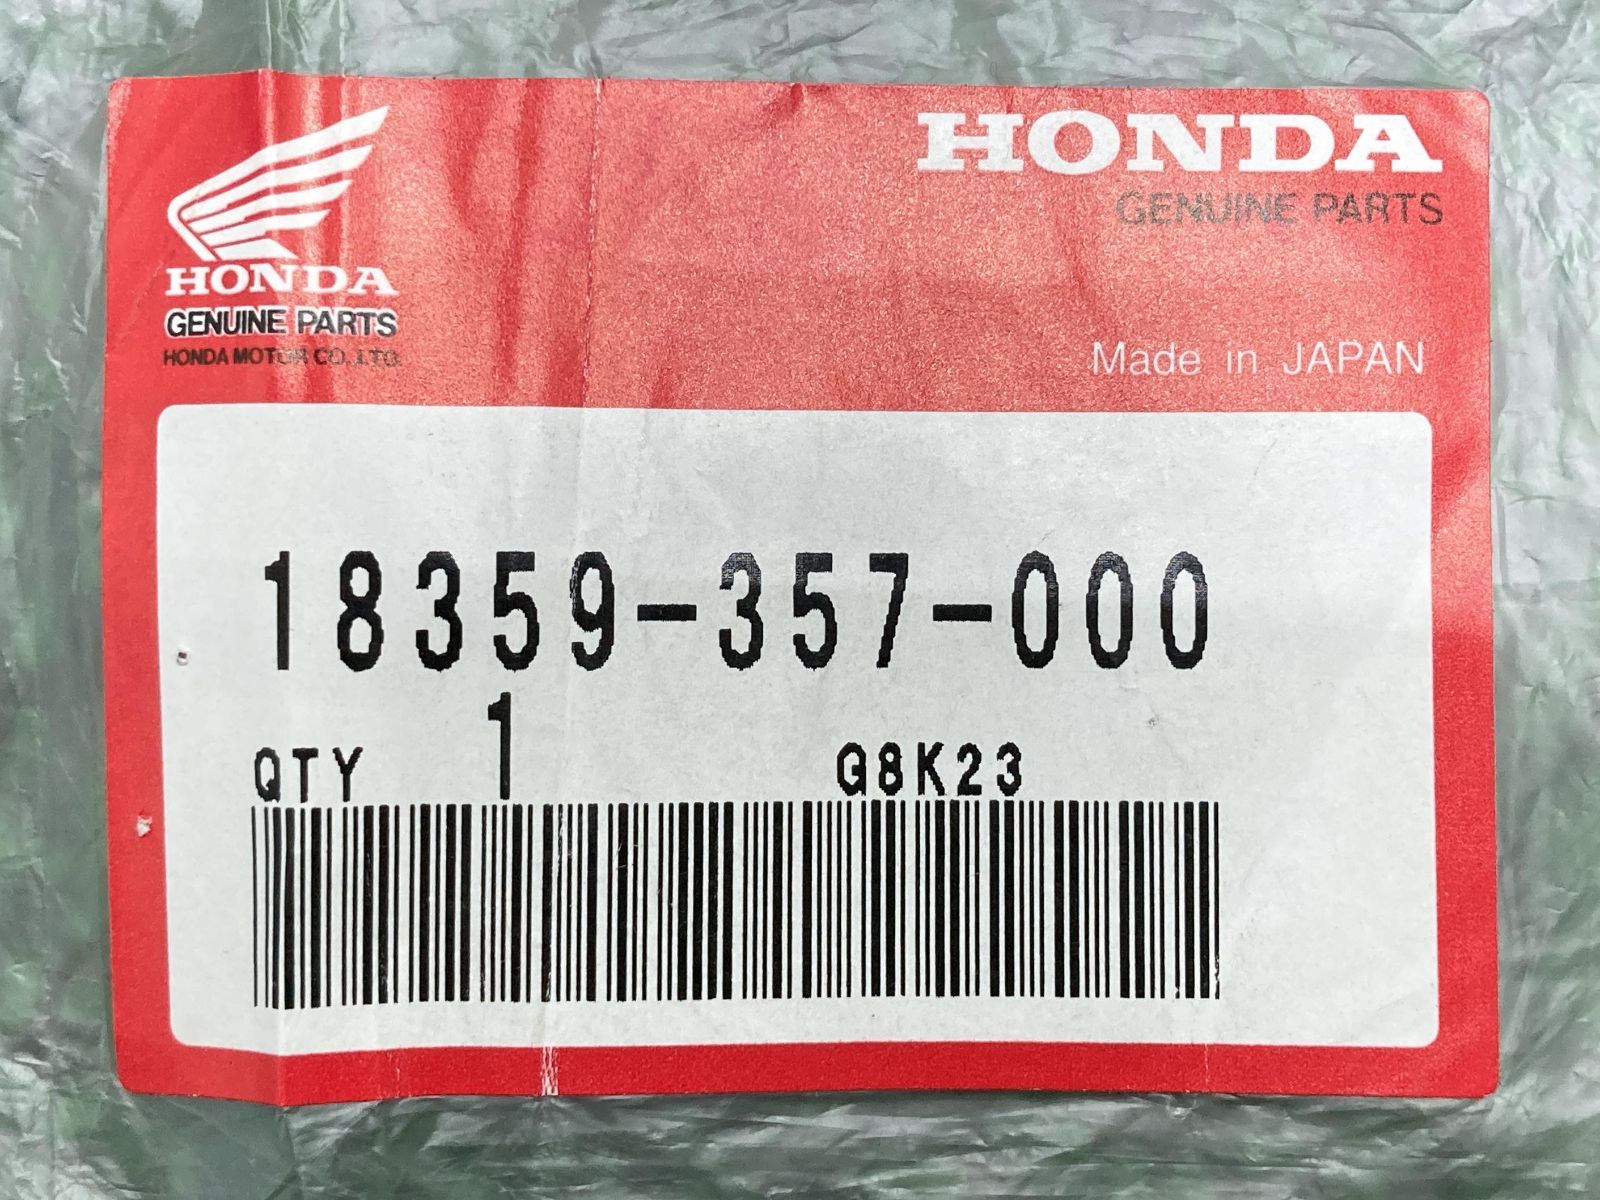 HONDA
GENUINE PARTS
HONDA MOTOR CO.,LTD.
HONDA
GENUINE PARTS
Made in JAPAN
18359-357-000
QTY 1 G8K23